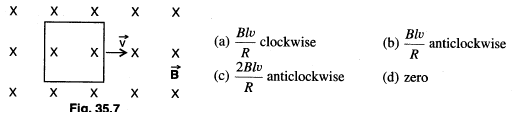 X X X X X
X X X v⃗ X X
B⃗
X X X X X
Fig. 35.7
(a) Blv/R clockwise
(b) Blv/R anticlockwise
(c) 2Blv/R anticlockwise
(d) zero